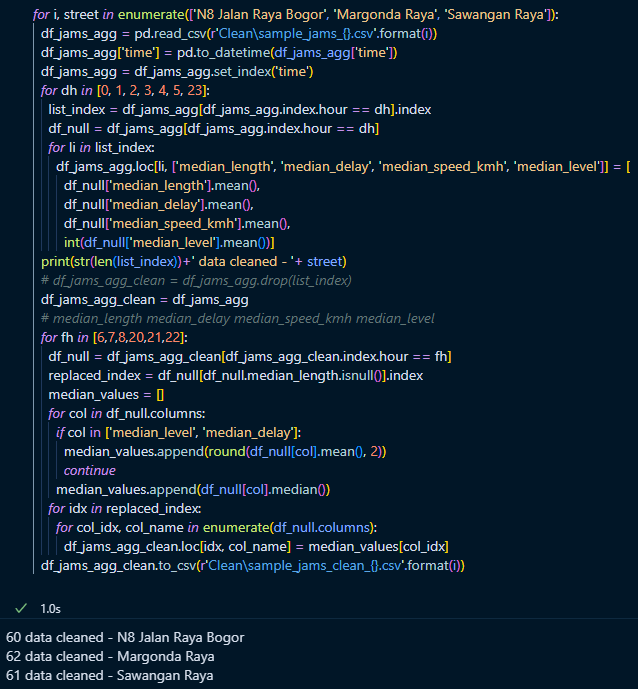 for i, street in enumerate(['N8 Jalan Raya Bogor', 'Margonda Raya', 'Sawangan Raya']):
df_jams_agg = pd.read_csv(r'Clean\sample_jams_{}.csv'.format(i))
df_jams_agg['time'] = pd.to_datetime(df_jams_agg['time'])
df_jams_agg = df_jams_agg.set_index('time')
for dh in [0, 1, 2, 3, 4, 5, 23]:
list_index = df_jams_agg[df_jams_agg.index.hour == dh].index
df_null = df_jams_agg[df_jams_agg.index.hour == dh]
for li in list_index:
df_jams_agg.loc[li, ['median_length', 'median_delay', 'median_speed_kmh', 'median_level']] = [
df_null['median_length'].mean(),
df_null['median_delay'].mean(),
df_null['median_speed_kmh'].mean(),
int(df_null['median_level'].mean())]
print(str(len(list_index))+' data cleaned - '+ street)
# df_jams_agg_clean = df_jams_agg.drop(list_index)
df_jams_agg_clean = df_jams_agg
# median_length median_delay median_speed_kmh median_level
for fh in [6,7,8,20,21,22]:
df_null = df_jams_agg_clean[df_jams_agg_clean.index.hour == fh]
replaced_index = df_null[df_null.median_length.isnull()].index
median_values = []
for col in df_null.columns:
if col in ['median_level', 'median_delay']:
median_values.append(round(df_null[col].mean(), 2))
continue
median_values.append(df_null[col].median())
for idx in replaced_index:
for col_idx, col_name in enumerate(df_null.columns):
df_jams_agg_clean.loc[idx, col_name] = median_values[col_idx]
df_jams_agg_clean.to_csv(r'Clean\sample_jams_clean_{}.csv'.format(i))
1.0s
60 data cleaned - N8 Jalan Raya Bogor
62 data cleaned - Margonda Raya
61 data cleaned - Sawangan Raya